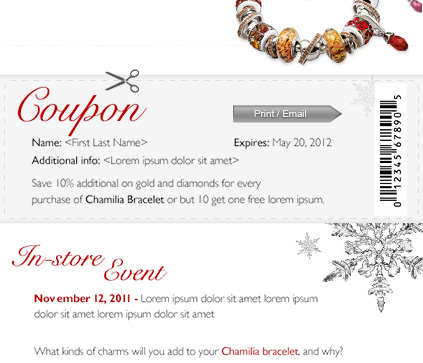 Coupon
Print / Email
Name: <First Last Name>
Expires: May 20, 2012
Additional info: <Lorem ipsum dolor sit amet>
Save 10% additional on gold and diamonds for every
purchase of Chamilia Bracelet or but 10 get one free lorem ipsum.
0 12345 67890 5
In-store
Event
November 12, 2011 - Lorem ipsum dolor sit amet lorem ipsum
dolor sit amet lorem ipsum dolor sit amet
What kinds of charms will you add to your Chamilia bracelet, and why?